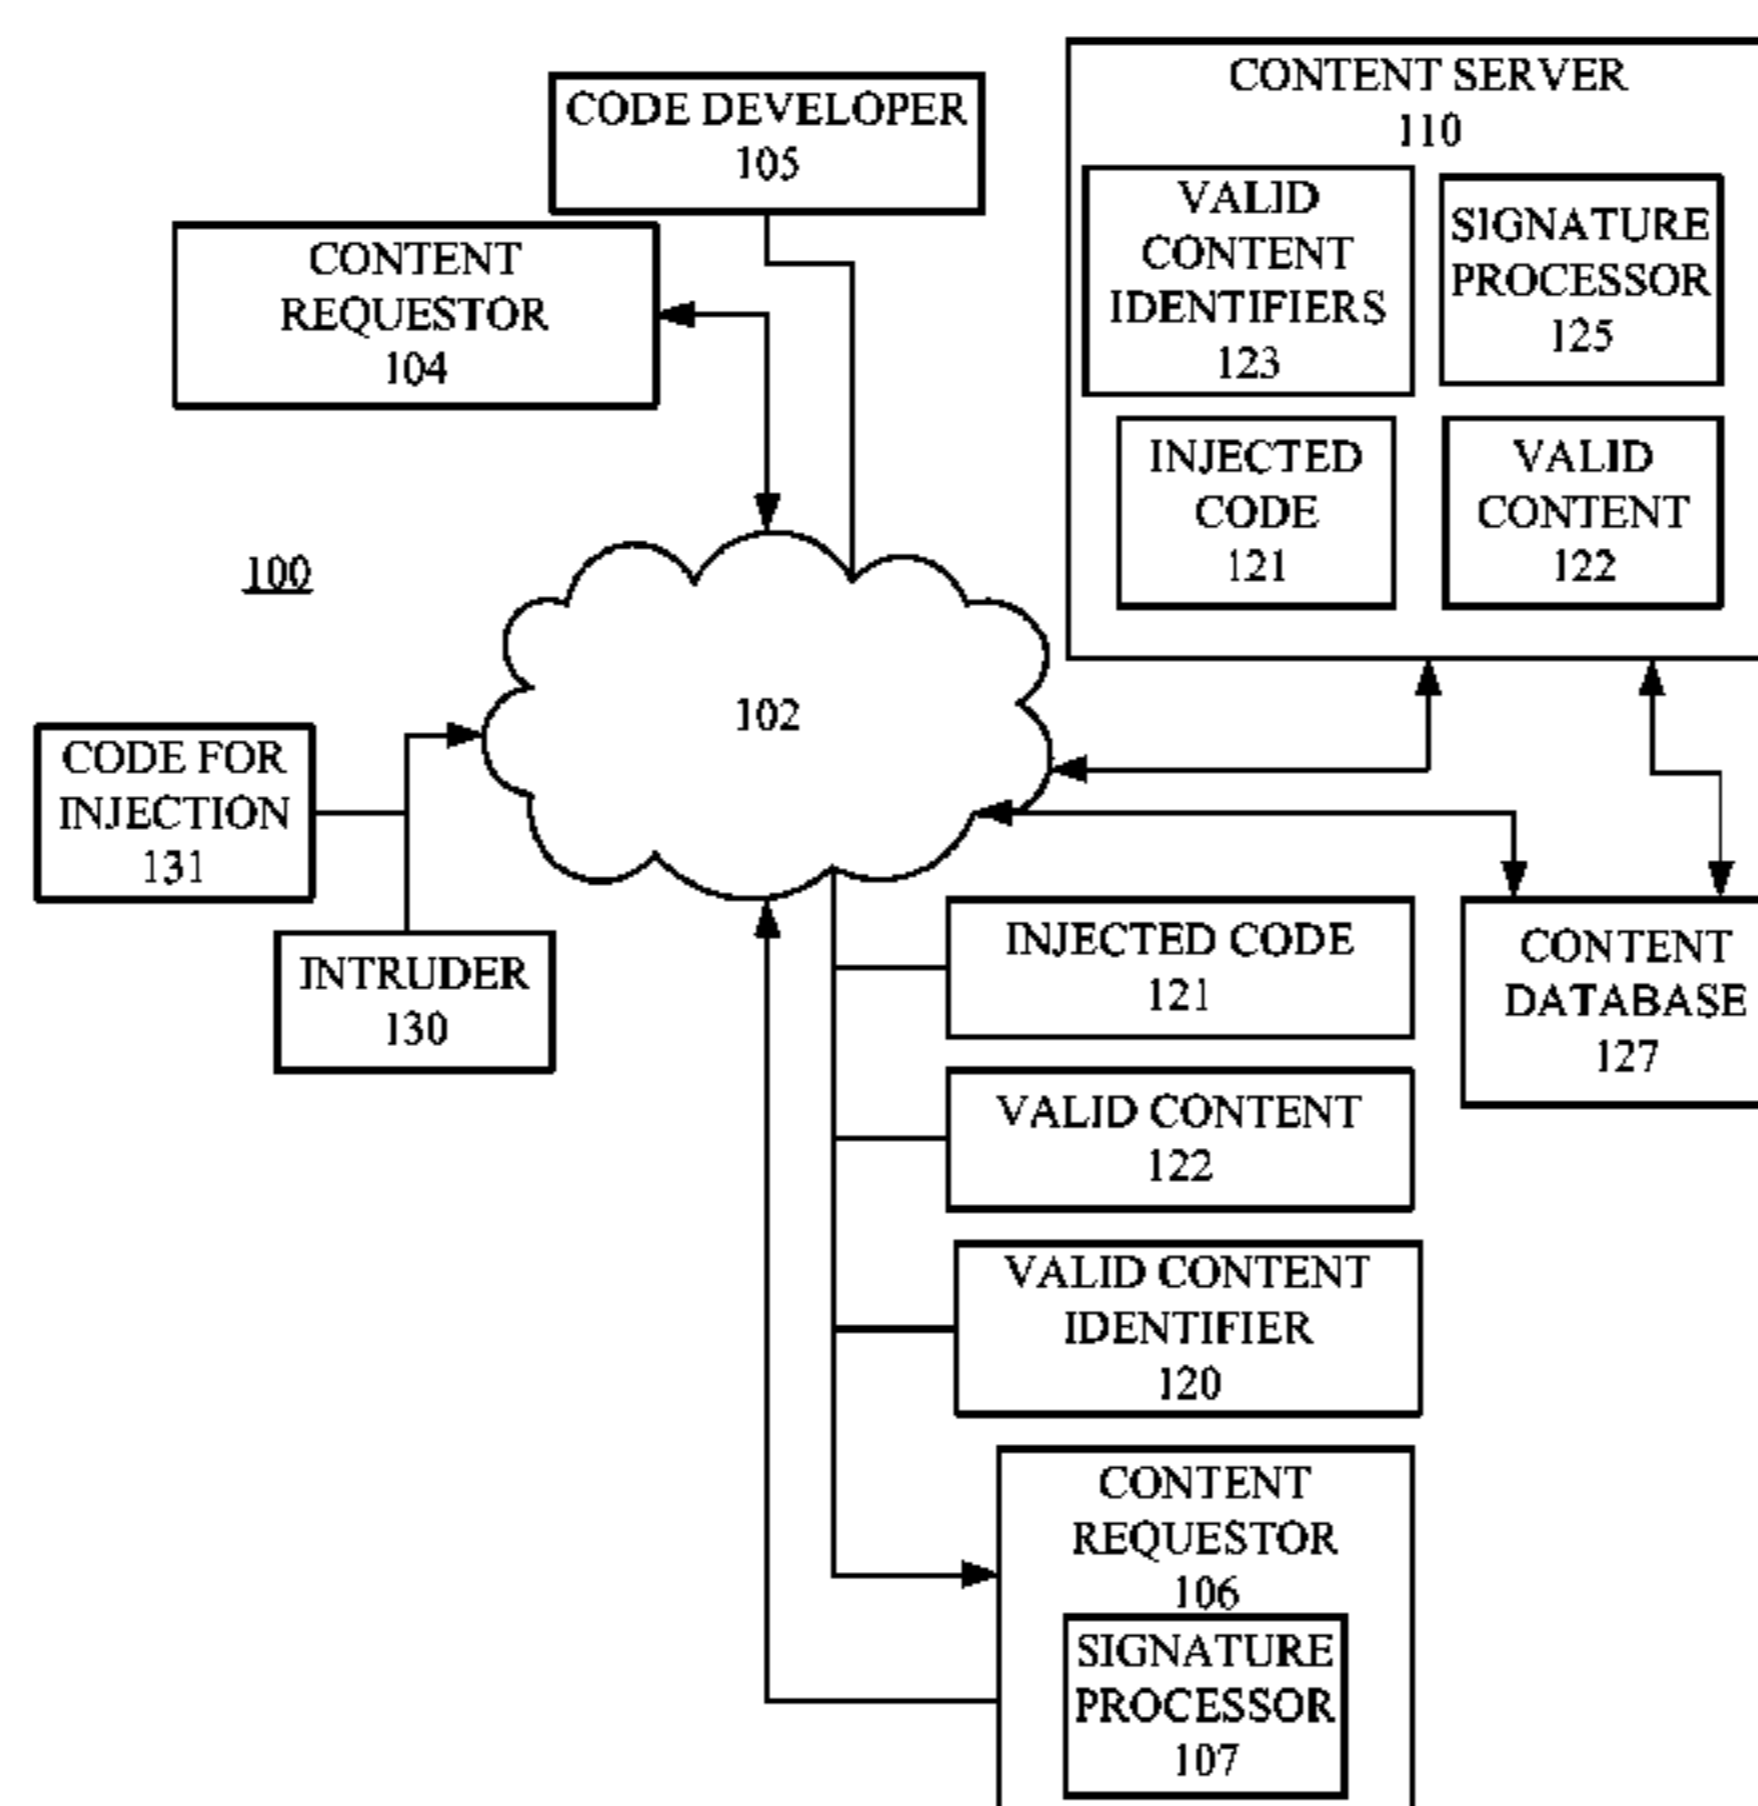 CONTENT SERVER
110
CODE DEVELOPER
105
VALID
CONTENT
IDENTIFIERS
123
SIGNATURE
PROCESSOR
125
CONTENT
REQUESTOR
104
INJECTED
CODE
121
VALID
CONTENT
122
100
102
CODE FOR
INJECTION
131
INTRUDER
130
INJECTED CODE
121
CONTENT
DATABASE
127
VALID CONTENT
122
VALID CONTENT
IDENTIFIER
120
CONTENT
REQUESTOR
106
SIGNATURE
PROCESSOR
107